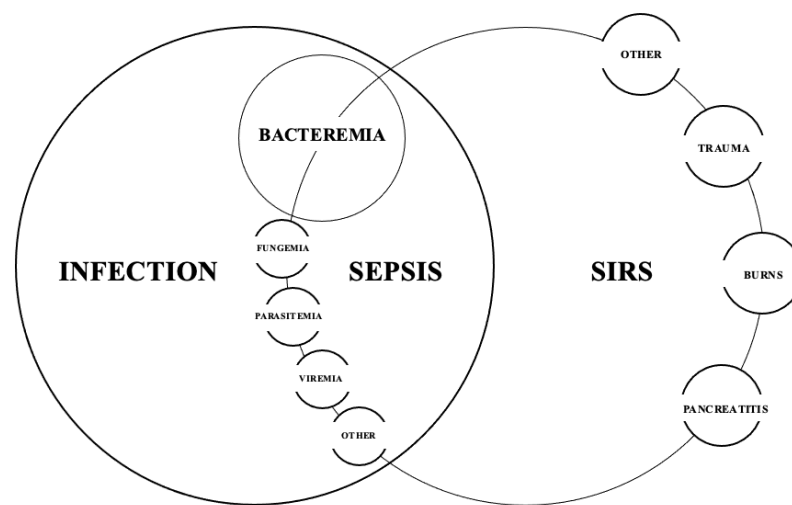 OTHER
BACTEREMIA
TRAUMA
FUNGEMIA
INFECTION
SEPSIS
SIRS
BURNS
PARASITEMIA
VIREMIA
PANCREATITIS
OTHER